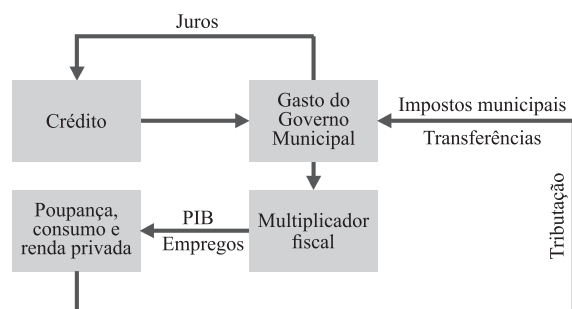 Juros
Crédito
Gasto do
Governo
Municipal
Impostos municipais
Transferências
Tributação
Poupança,
consumo e
renda privada
PIB
Empregos
Multiplicador
fiscal